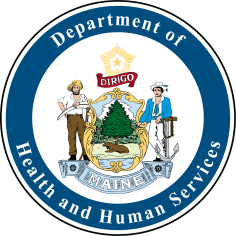 Department of
DIRIGO
MAINE
Health and Human Services